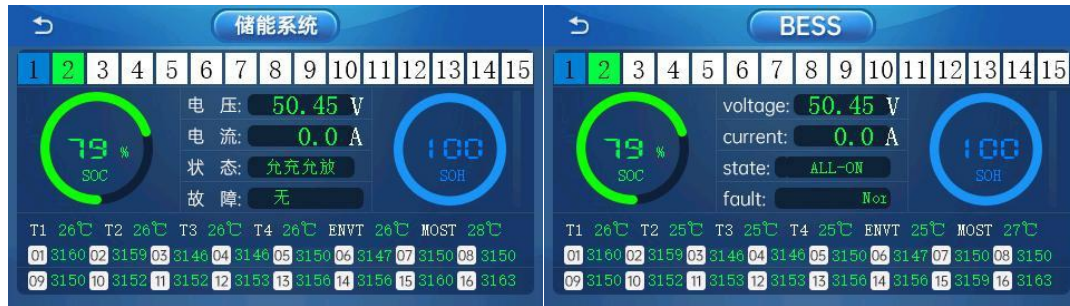 储能系统
1 2 3 4 5 6 7 8 9 10 11 12 13 14 15
79 %
SOC
电 压: 50.45 V
电 流: 0.0 A
状 态: 允充允放
故 障: 无
100
SOH
T1 26℃ T2 26℃ T3 26℃ T4 26℃ ENVT 26℃ MOST 28℃
01 3160 02 3159 03 3146 04 3146 05 3150 06 3147 07 3150 08 3150
09 3150 10 3152 11 3152 12 3153 13 3156 14 3156 15 3160 16 3163
BESS
1 2 3 4 5 6 7 8 9 10 11 12 13 14 15
79 %
SOC
voltage: 50.45 V
current: 0.0 A
state: ALL-ON
fault: Nor
100
SOH
T1 26℃ T2 25℃ T3 25℃ T4 25℃ ENVT 25℃ MOST 27℃
01 3160 02 3159 03 3146 04 3146 05 3150 06 3147 07 3150 08 3150
09 3150 10 3152 11 3153 12 3153 13 3156 14 3156 15 3159 16 3163